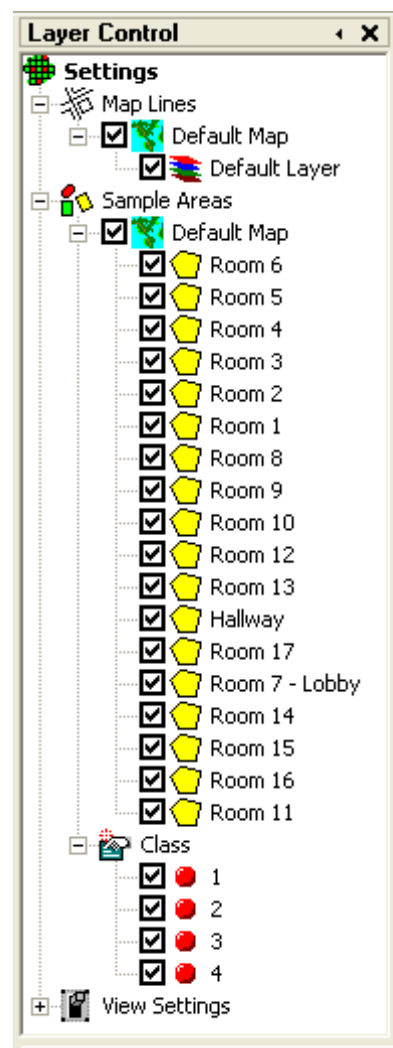 Layer Control
Settings
Map Lines
Default Map
Default Layer
Sample Areas
Default Map
Room 6
Room 5
Room 4
Room 3
Room 2
Room 1
Room 8
Room 9
Room 10
Room 12
Room 13
Hallway
Room 17
Room 7 - Lobby
Room 14
Room 15
Room 16
Room 11
Class
1
2
3
4
View Settings